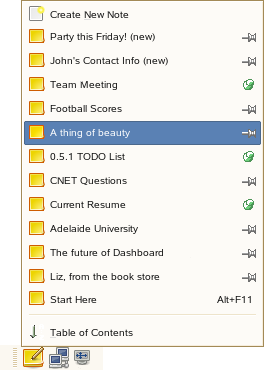 Create New Note
Party this Friday! (new)
John's Contact Info (new)
Team Meeting
Football Scores
A thing of beauty
0.5.1 TODO List
CNET Questions
Current Resume
Adelaide University
The future of Dashboard
Liz, from the book store
Start Here Alt+F11
Table of Contents